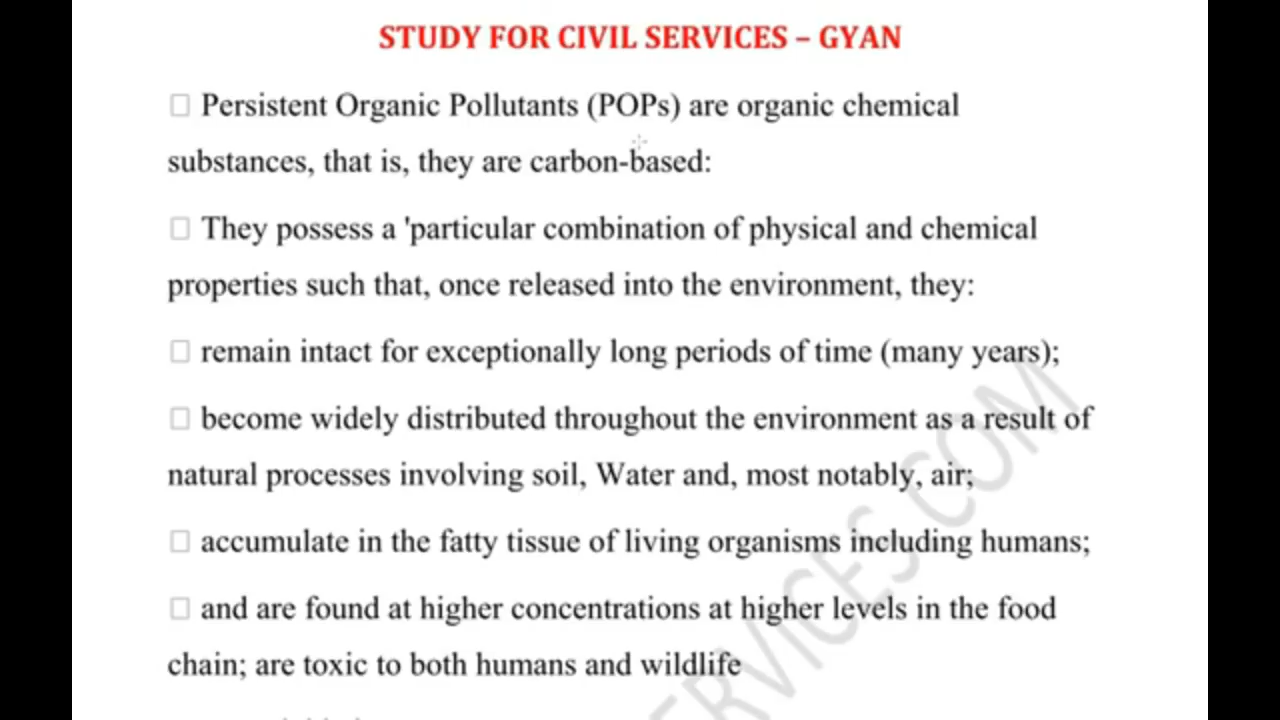 STUDY FOR CIVIL SERVICES – GYAN
□ Persistent Organic Pollutants (POPs) are organic chemical
substances, that is, they are carbon-based:
□ They possess a 'particular combination of physical and chemical
properties such that, once released into the environment, they:
□ remain intact for exceptionally long periods of time (many years);
□ become widely distributed throughout the environment as a result of
natural processes involving soil, Water and, most notably, air;
□ accumulate in the fatty tissue of living organisms including humans;
□ and are found at higher concentrations at higher levels in the food
chain; are toxic to both humans and wildlife
ERVICES.COM